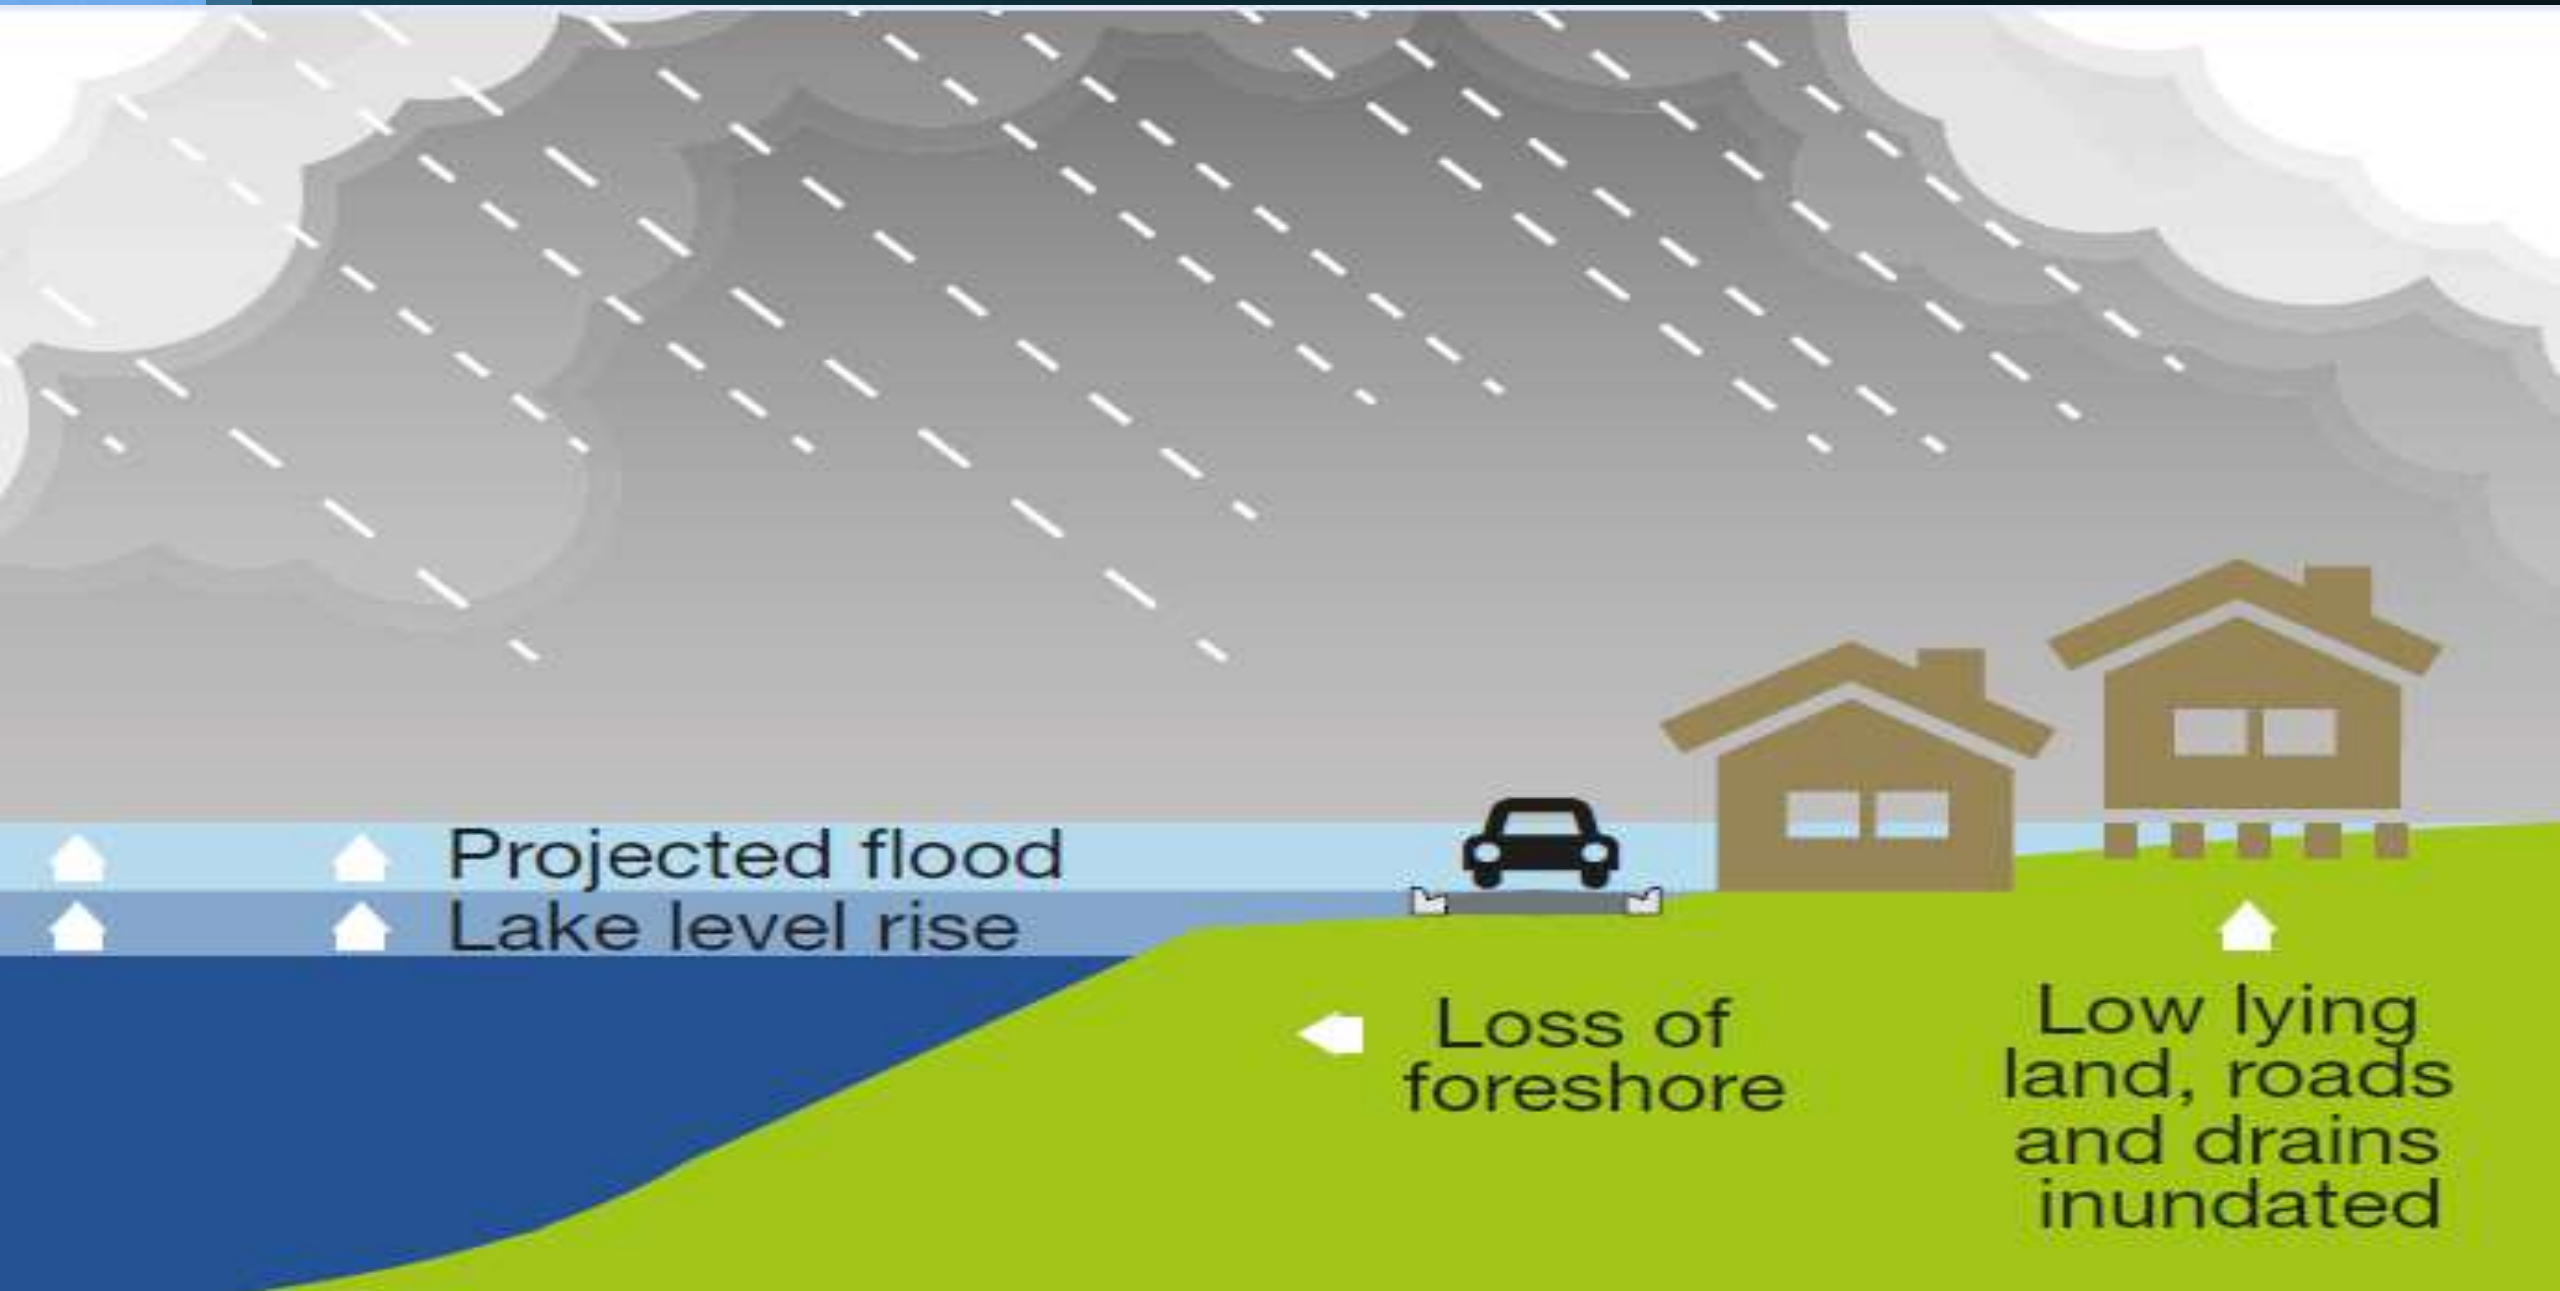 Projected flood
Lake level rise
Loss of
foreshore
Low lying
land, roads
and drains
inundated